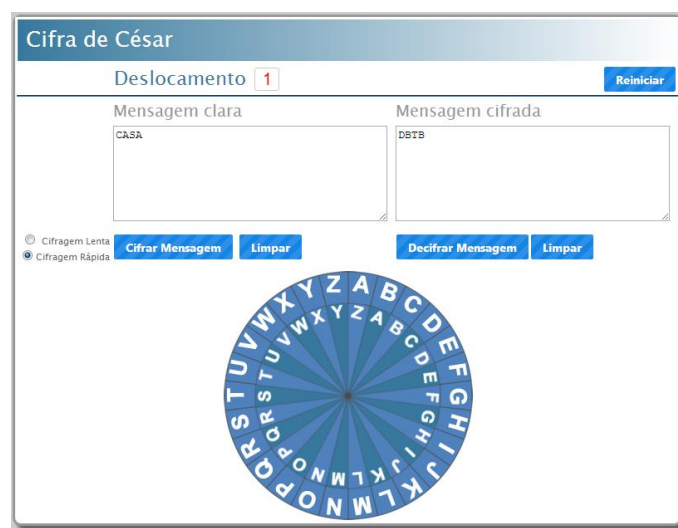 Cifra de César
Deslocamento 1
Reiniciar
Mensagem clara
Mensagem cifrada
CASA
DBTB
Cifragem Lenta
Cifragem Rápida
Cifrar Mensagem
Limpar
Decifrar Mensagem
Limpar
A B C D E F G H I J K L M N O P Q R S T U V W X Y Z
A B C D E F G H I J K L M N O P Q R S T U V W X Y Z